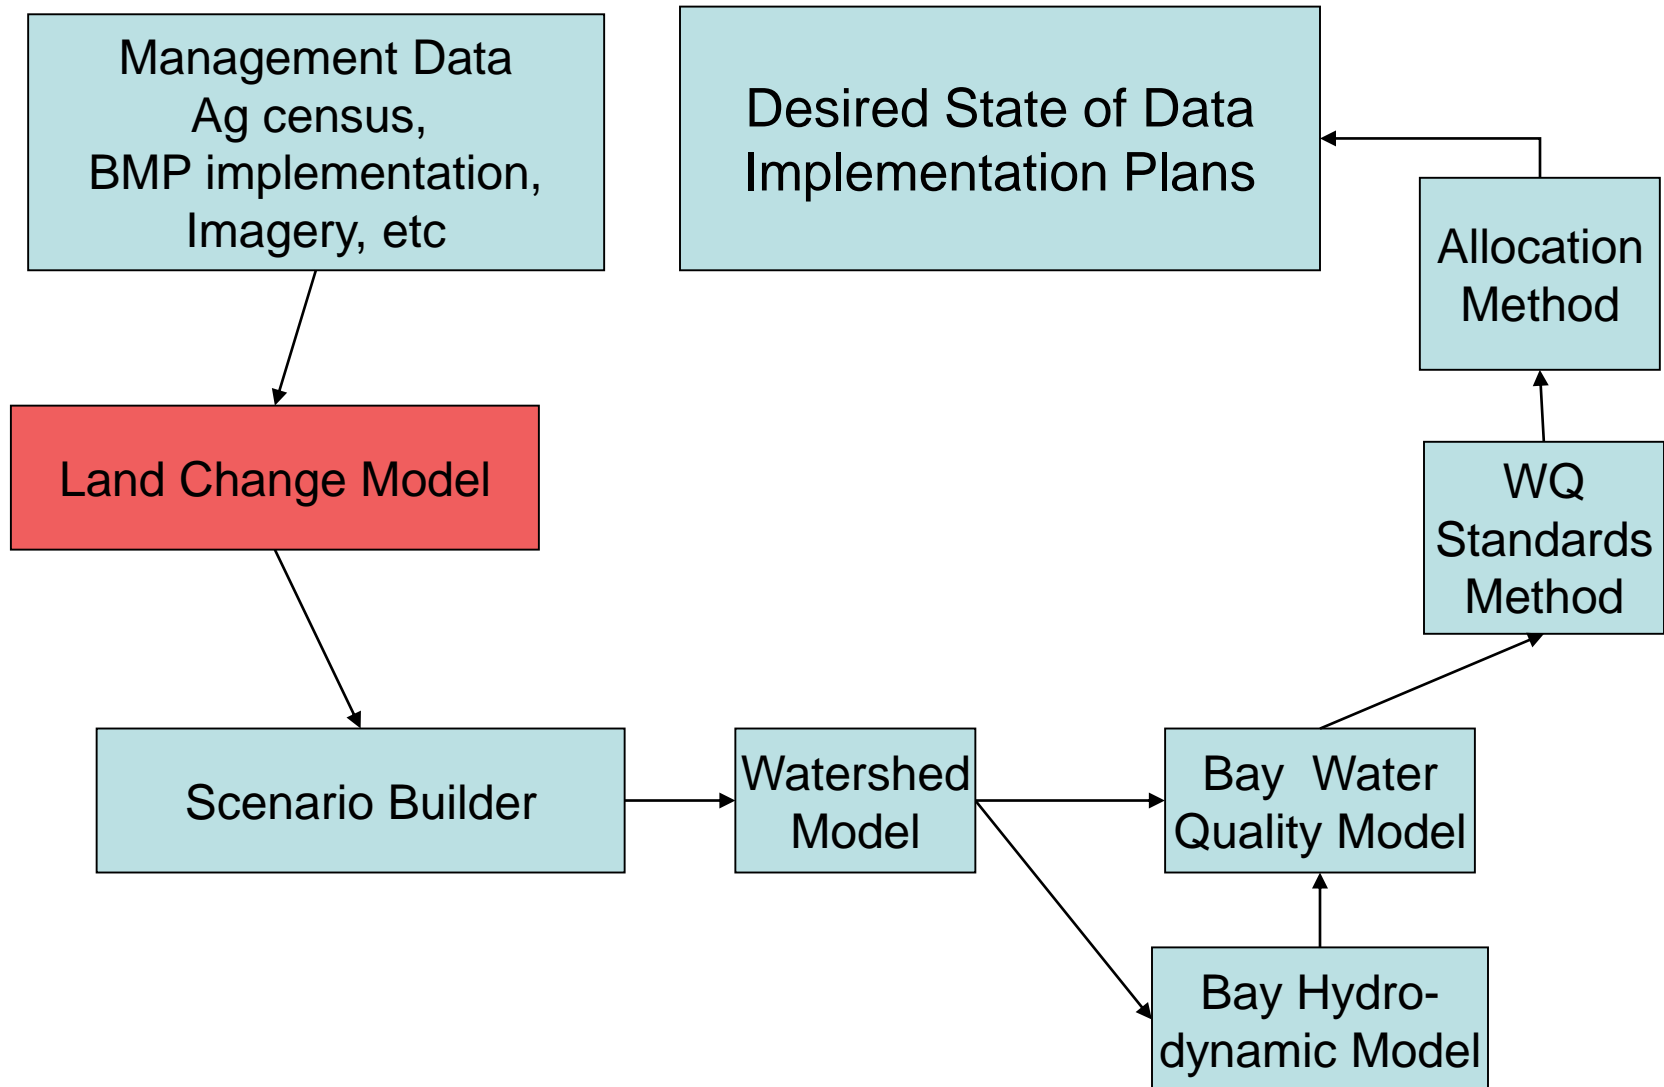 Management Data
Ag census,
BMP implementation,
Imagery, etc
Desired State of Data
Implementation Plans
Allocation
Method
Land Change Model
WQ
Standards
Method
Scenario Builder
Watershed
Model
Bay Water
Quality Model
Bay Hydro-
dynamic Model